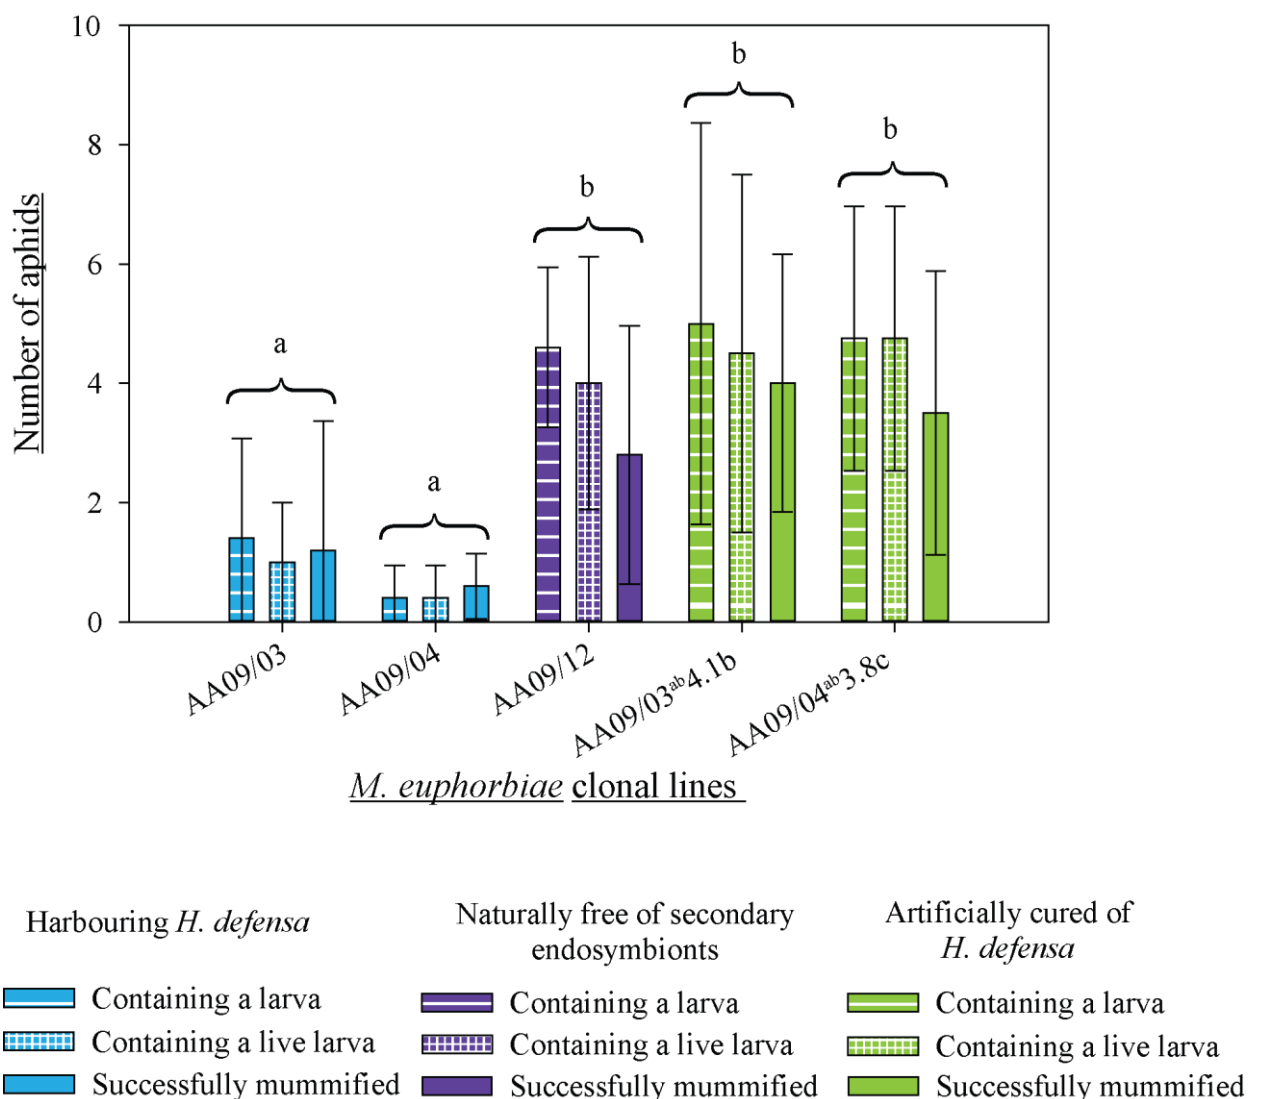 10
8
6
4
2
0
Number of aphids
a
a
b
b
b
AA09/03
AA09/04
AA09/12
AA09/03ᵃᵇ4.1b
AA09/04ᵃᵇ3.8c
M. euphorbiae clonal lines
Harbouring H. defensa
Containing a larva
Containing a live larva
Successfully mummified
Naturally free of secondary
endosymbionts
Containing a larva
Containing a live larva
Successfully mummified
Artificially cured of
H. defensa
Containing a larva
Containing a live larva
Successfully mummified